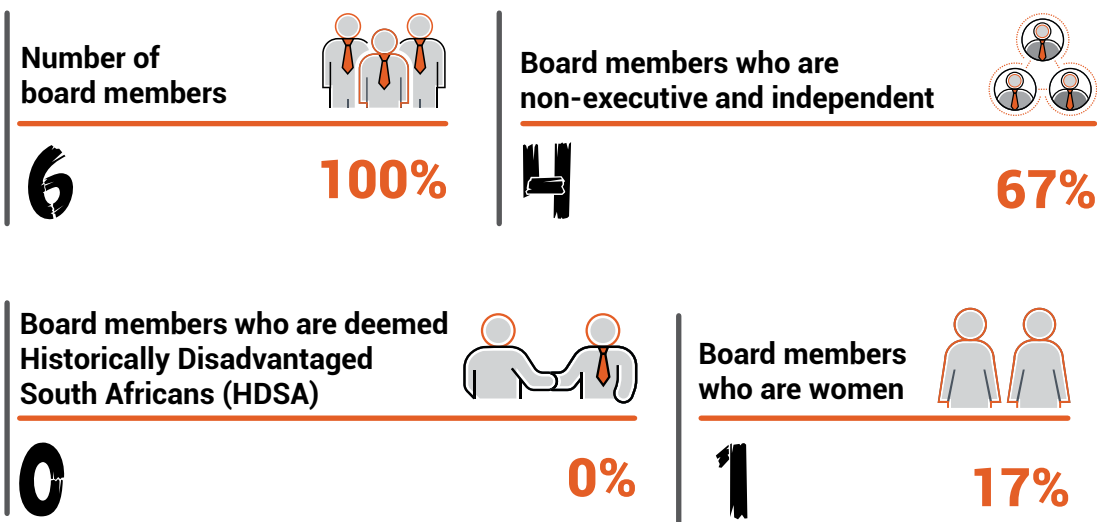 Number of
board members
6
100%
Board members who are
non-executive and independent
4
67%
Board members who are deemed
Historically Disadvantaged
South Africans (HDSA)
0
0%
Board members
who are women
1
17%